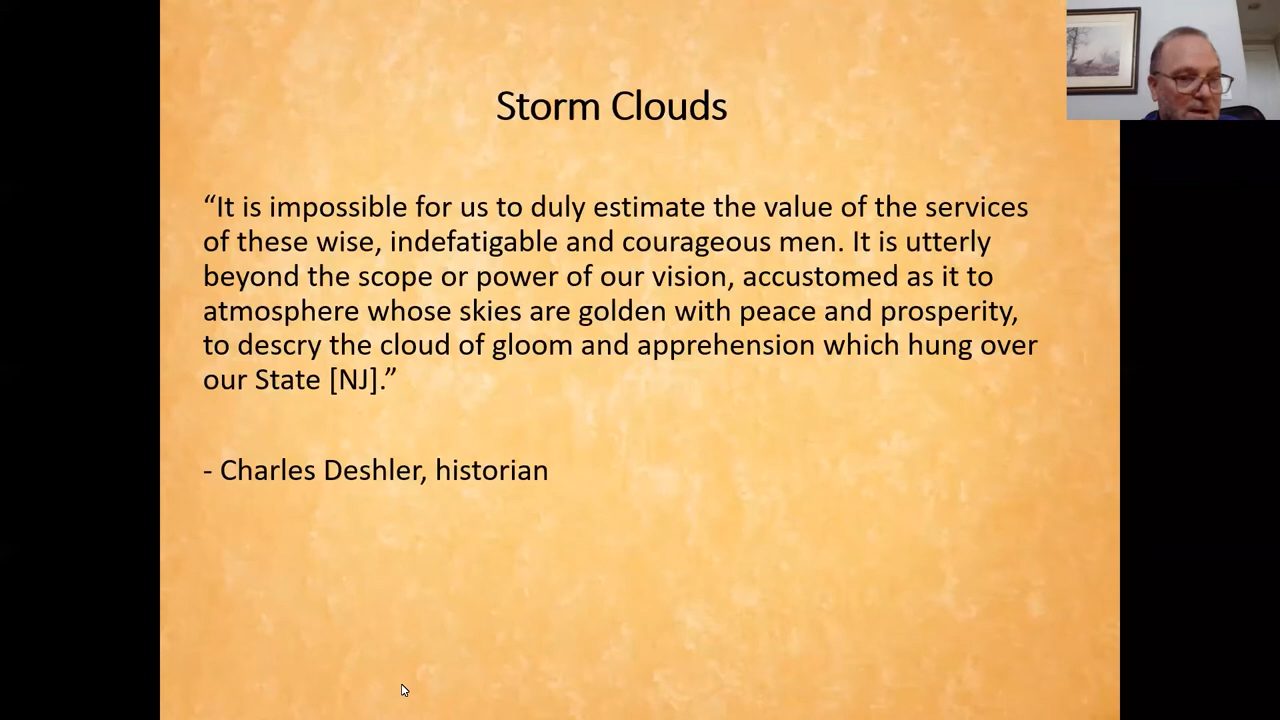 Storm Clouds
“It is impossible for us to duly estimate the value of the services
of these wise, indefatigable and courageous men. It is utterly
beyond the scope or power of our vision, accustomed as it to
atmosphere whose skies are golden with peace and prosperity,
to descry the cloud of gloom and apprehension which hung over
our State [NJ].”
- Charles Deshler, historian